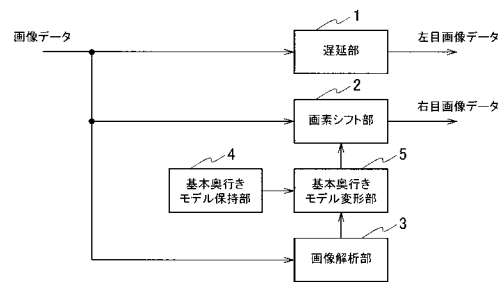 1
画像データ
遅延部
左目画像データ
2
画素シフト部
右目画像データ
4
5
基本奥行き
モデル保持部
基本奥行き
モデル変形部
3
画像解析部